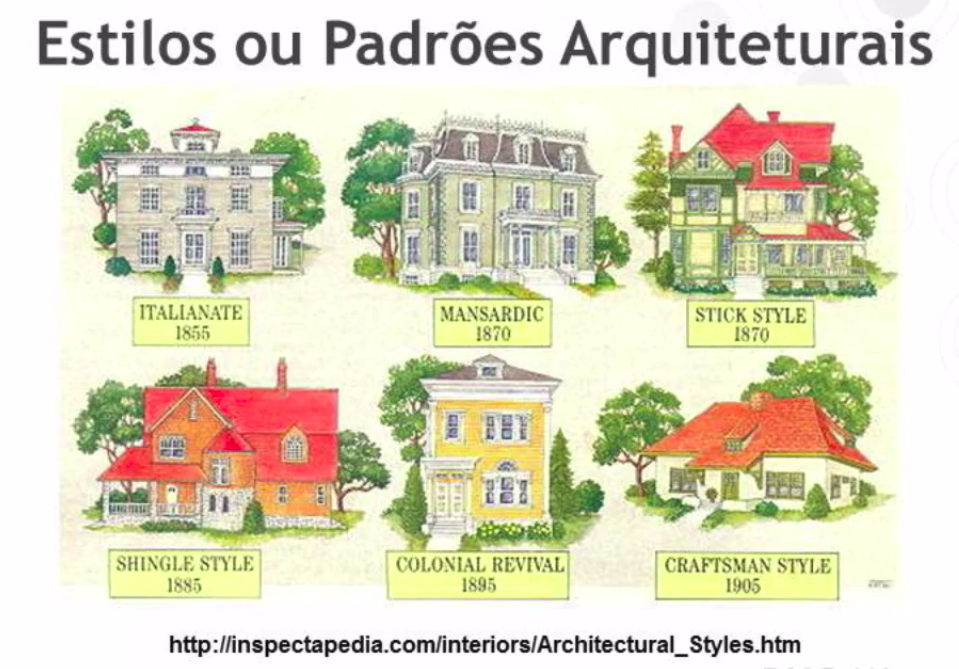 Estilos ou Padrões Arquiteturais
ITALIANATE
1855
MANSARDIC
1870
STICK STYLE
1870
SHINGLE STYLE
1885
COLONIAL REVIVAL
1895
CRAFTSMAN STYLE
1905
http://inspectapedia.com/interiors/Architectural_Styles.htm